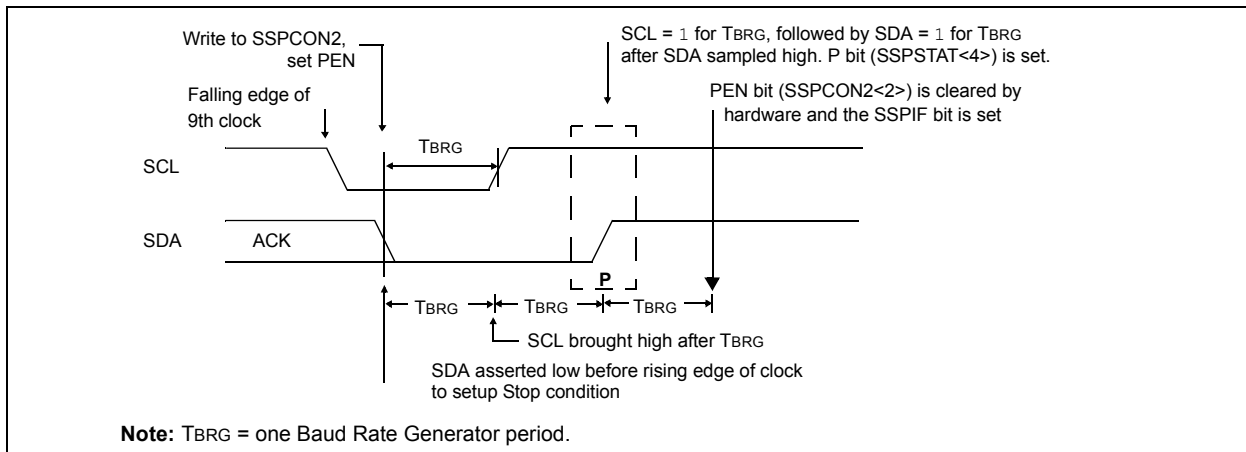 Write to SSPCON2,
set PEN
SCL = 1 for TBRG, followed by SDA = 1 for TBRG
after SDA sampled high. P bit (SSPSTAT<4>) is set.
Falling edge of
9th clock
PEN bit (SSPCON2<2>) is cleared by
hardware and the SSPIF bit is set
TBRG
SCL
SDA
ACK
P
TBRG
TBRG
TBRG
SCL brought high after TBRG
SDA asserted low before rising edge of clock
to setup Stop condition
Note: TBRG = one Baud Rate Generator period.